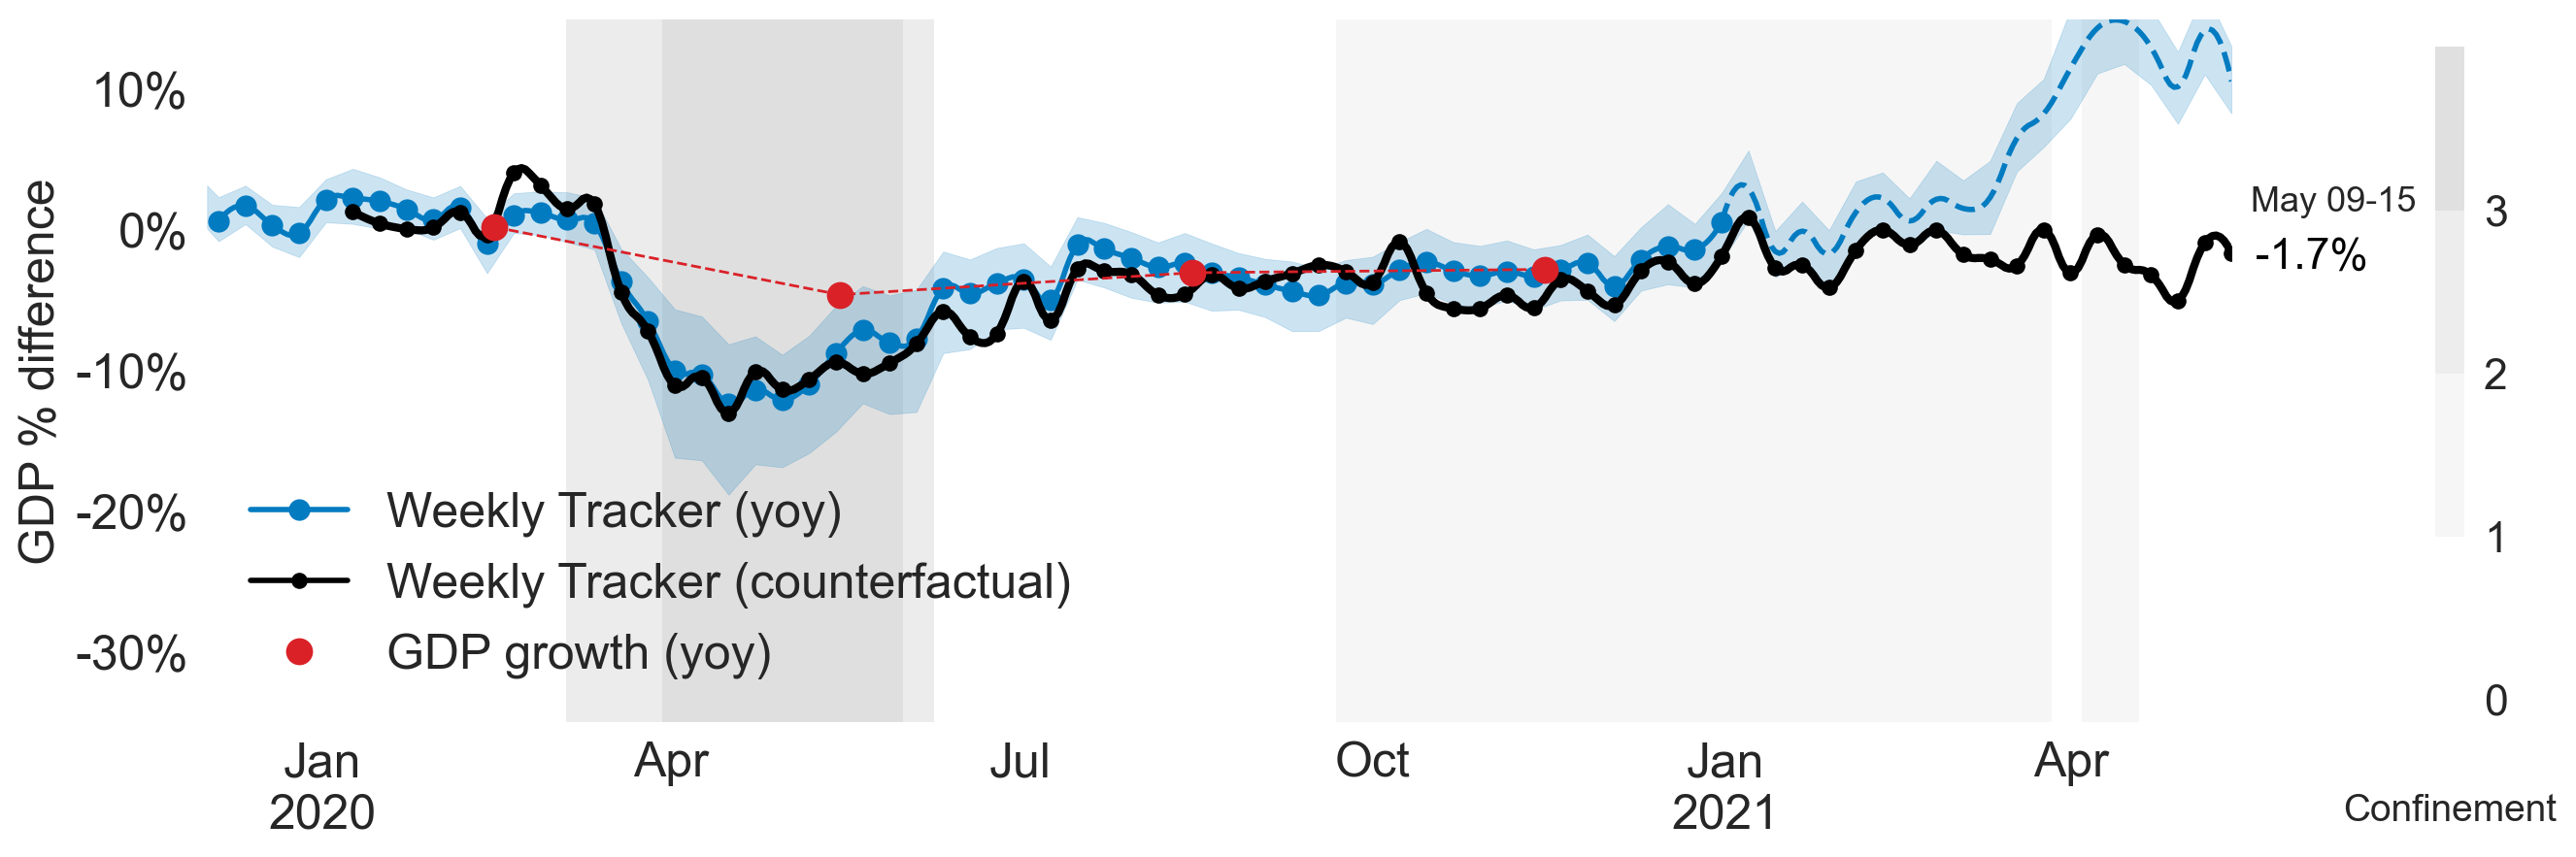 GDP % difference
10%
0%
-10%
-20%
-30%
Weekly Tracker (yoy)
Weekly Tracker (counterfactual)
GDP growth (yoy)
May 09-15
-1.7%
3
2
1
0
Jan
2020
Apr
Jul
Oct
Jan
2021
Apr
Confinement